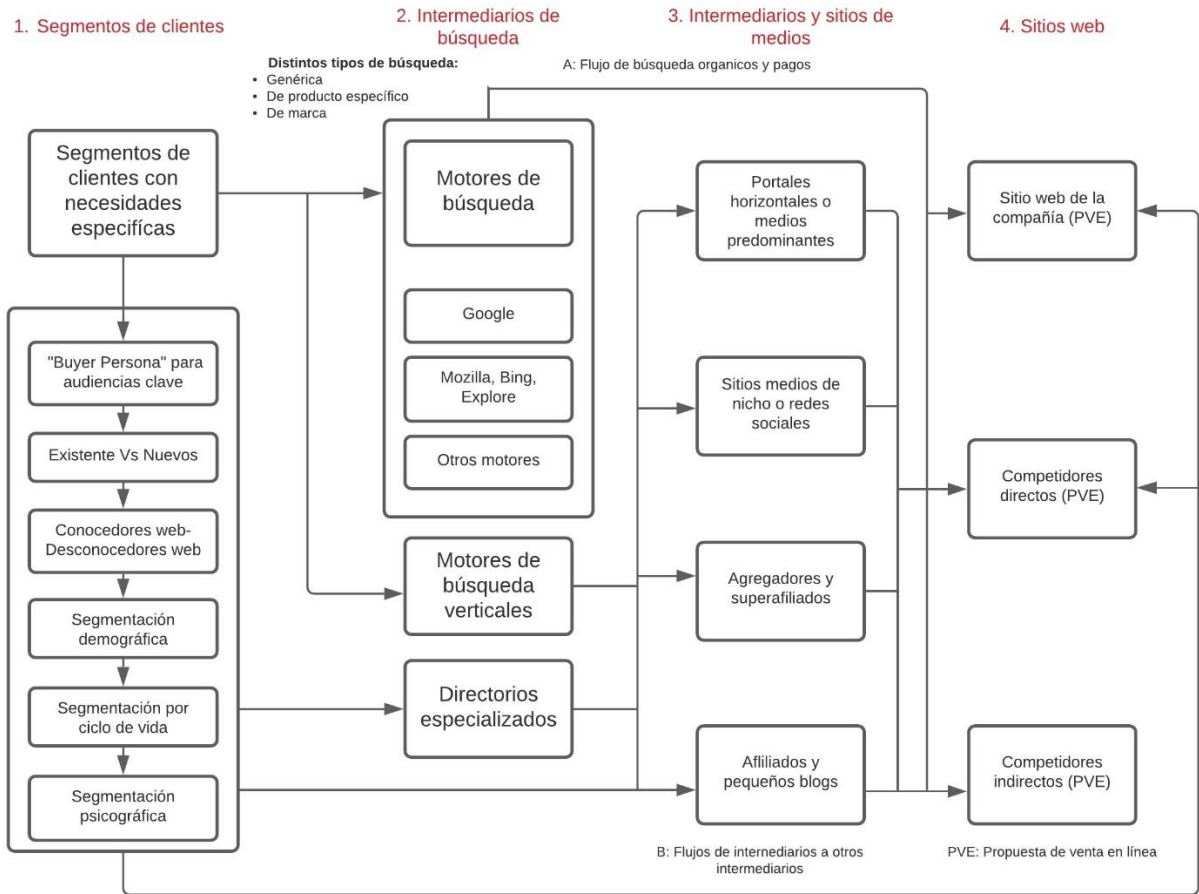 1. Segmentos de clientes
2. Intermediarios de
búsqueda
3. Intermediarios y sitios de
medios
4. Sitios web
Distintos tipos de búsqueda:
• Genérica
• De producto específico
• De marca
A: Flujo de búsqueda organicos y pagos
Segmentos de
clientes con
necesidades
especifícas
"Buyer Persona" para
audiencias clave
Existente Vs Nuevos
Conocedores web-
Desconocedores web
Segmentación
demográfica
Segmentación por
ciclo de vida
Segmentación
psicográfica
Motores de
búsqueda
Google
Mozilla, Bing,
Explore
Otros motores
Motores de
búsqueda
verticales
Directorios
especializados
Portales
horizontales o
medios
predominantes
Sitios medios de
nicho o redes
sociales
Agregadores y
superafiliados
Afliliados y
pequeños blogs
B: Flujos de internediarios a otros
intermediarios
Sitio web de la
compañía (PVE)
Competidores
directos (PVE)
Competidores
indirectos (PVE)
PVE: Propuesta de venta en línea